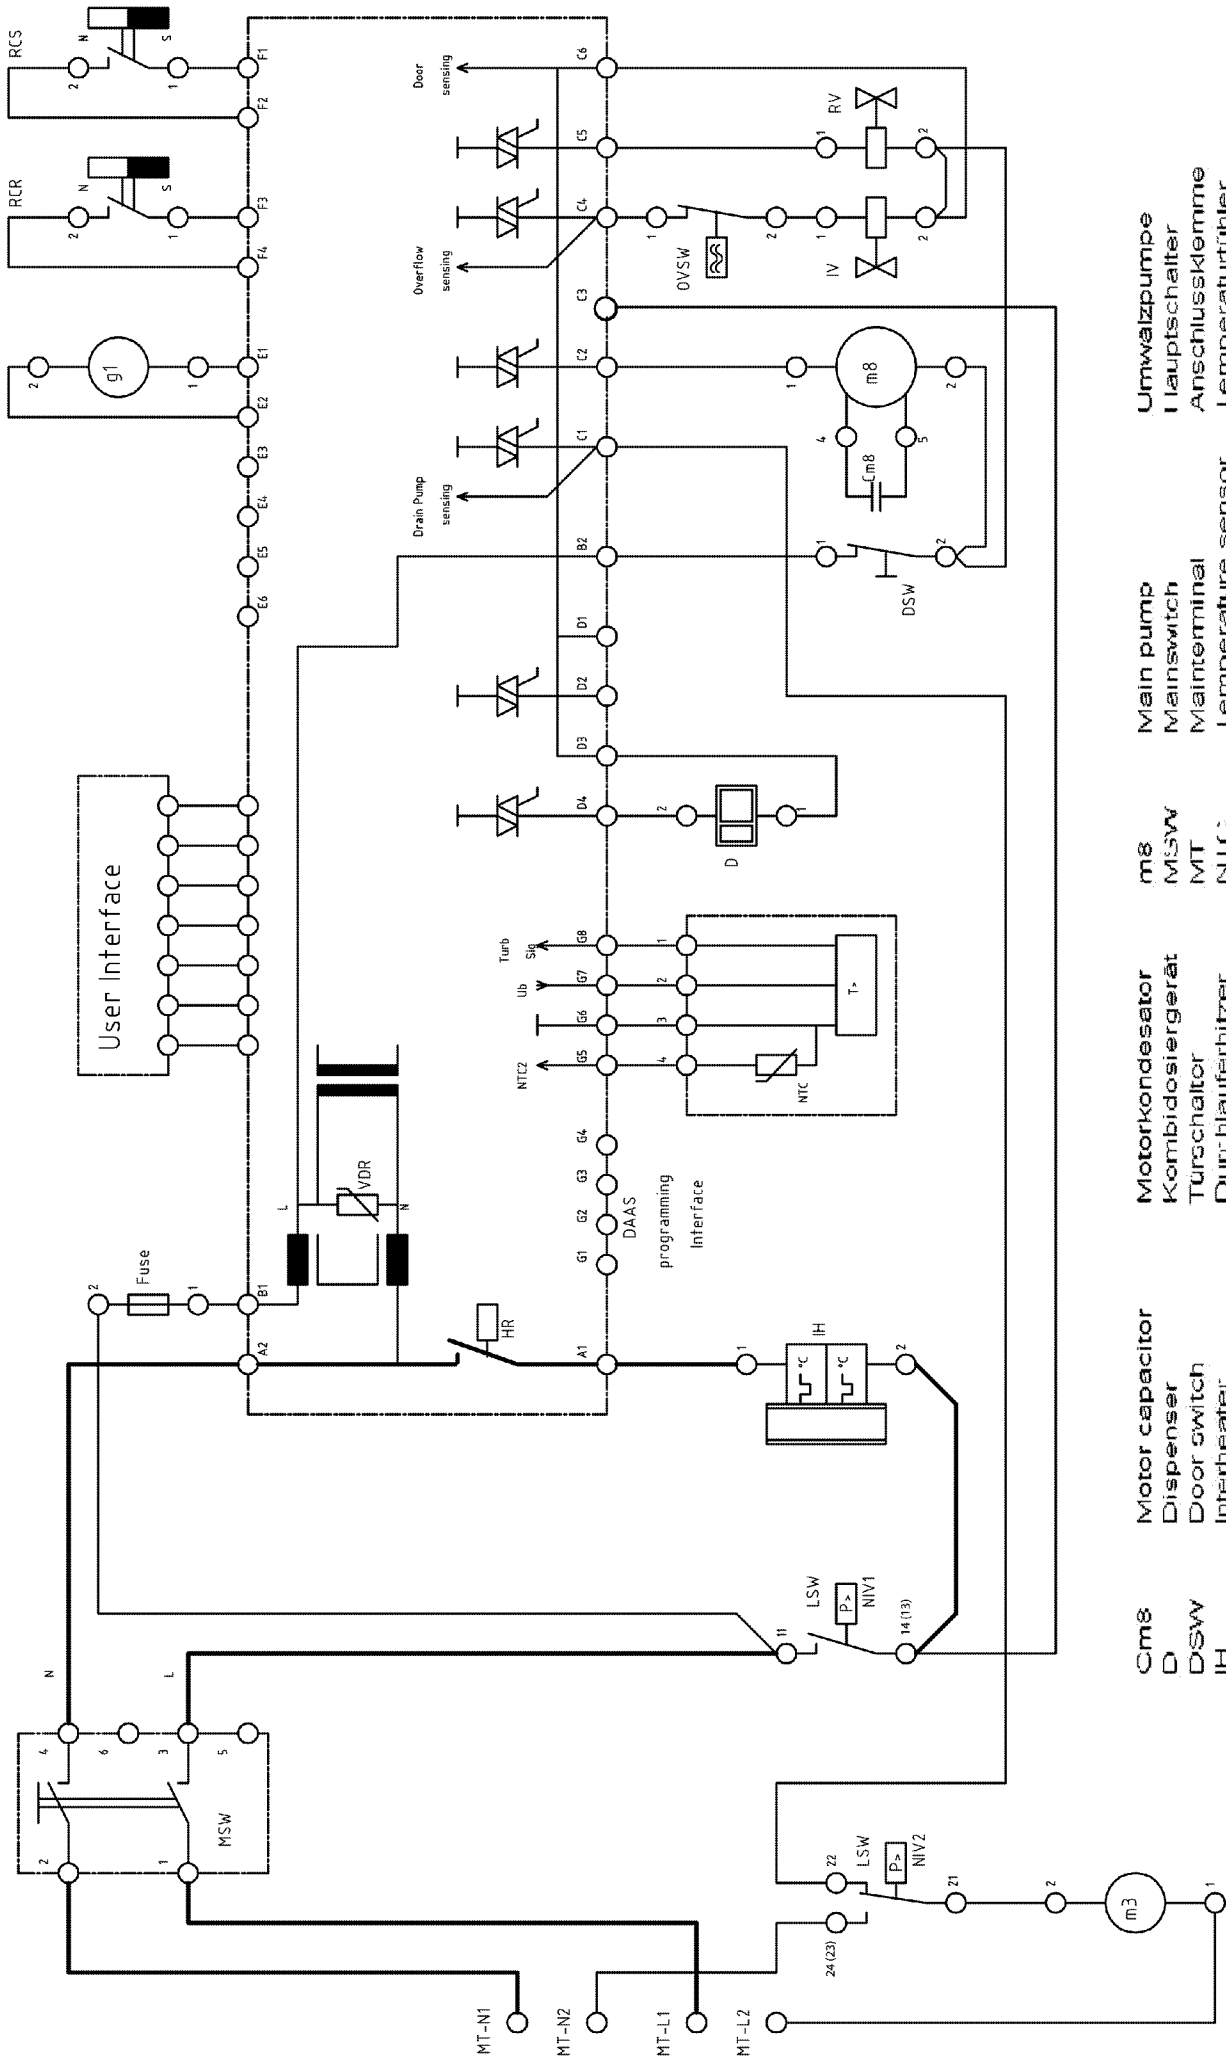 RCS
N
S
2
1
F1
F2
RCR
N
S
2
1
F3
F4
g1
2
1
E1
E2
E3
E4
E5
E6
User Interface
Fuse
2
1
B1
A2
L
N
VDR
HR
A1
Door
sensing
C6
C5
Overflow
sensing
C4
C3
C2
C1
Drain Pump
sensing
B2
D1
D2
D3
D4
Turb
Sig
Ub
NTC2
G8
G7
G6
G5
G4
G3
G2
G1
DAAS
programming
Interface
1
2
3
4
T>
NTC
2
D
1
RV
1
2
OVSW
1
2
IV
1
2
m8
1
2
4
5
Cm8
DSW
1
2
IH
1
°C
°C
2
N
L
4
6
3
5
2
1
MSW
LSW
P>
NIV1
11
14 (13)
LSW
P>
NIV2
22
24 (23)
21
2
m3
1
MT-N1
MT-N2
MT-L1
MT-L2
Cm8 Motor capacitor Motorkondesator m8 Main pump Umwälzpumpe
D Dispenser Kombidosiergerät MSW Mainswitch Hauptschalter
DSW Door switch Türschalter MT Mainterminal Anschlussklemme
IH Interheater Durchlauferhitzer Temperature sensor Temperaturfühler